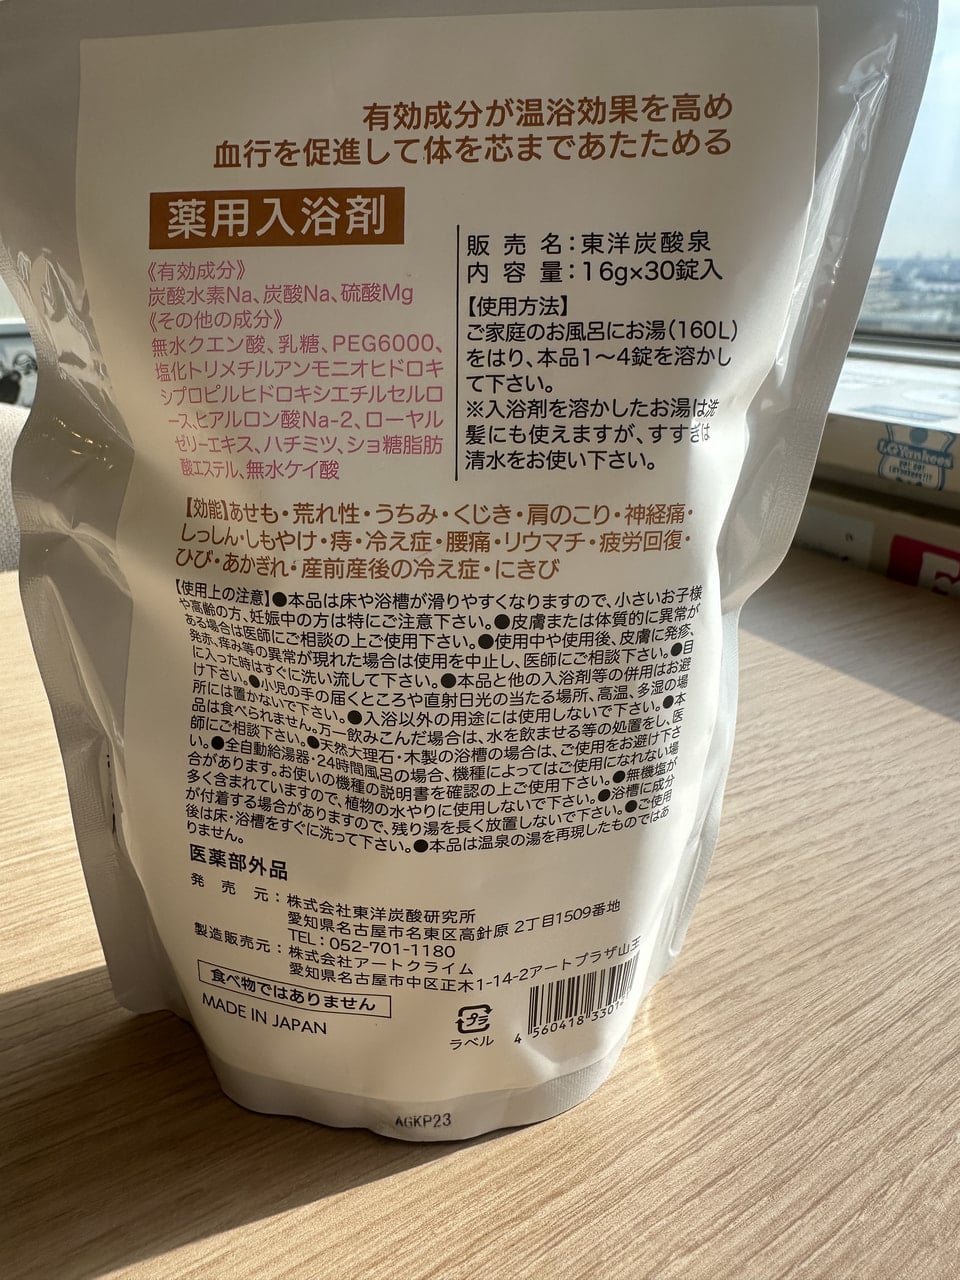 有効成分が温浴効果を高め
血行を促進して体を芯まであたためる
薬用入浴剤
《有効成分》
炭酸水素Na、炭酸Na、硫酸Mg
《その他の成分》
無水クエン酸、乳糖、PEG6000、
塩化トリメチルアンモニオヒドロキ
シプロピルヒドロキシエチルセルロ
ース、ヒアルロン酸Na-2、ローヤル
ゼリーエキス、ハチミツ、ショ糖脂肪
酸エステル、無水ケイ酸
販売名：東洋炭酸泉
内容量：16g×30錠入
【使用方法】
ご家庭のお風呂にお湯(160L)
をはり、本品1～4錠を溶かし
て下さい。
※入浴剤を溶かしたお湯は洗
髪にも使えますが、すすぎは
清水をお使い下さい。
【効能】あせも・荒れ性・うちみ・くじき・肩のこり・神経痛・
しっしん・しもやけ・痔・冷え症・腰痛・リウマチ・疲労回復・
ひび・あかぎれ・産前産後の冷え症・にきび
【使用上の注意】●本品は床や浴槽が滑りやすくなりますので、小さいお子様
や高齢の方、妊娠中の方は特にご注意下さい。●皮膚または体質的に異常が
ある場合は医師にご相談の上ご使用下さい。●使用中や使用後、皮膚に発疹、
発赤、痒み等の異常が現れた場合は使用を中止し、医師にご相談下さい。●目
に入った時はすぐに洗い流して下さい。●本品と他の入浴剤等の併用はお避
け下さい。●小児の手の届くところや直射日光の当たる場所、高温、多湿の場
所には置かないで下さい。●入浴以外の用途には使用しないで下さい。●本
品は食べられません。万一飲みこんだ場合は、水を飲ませる等の処置をし、医
師にご相談下さい。●天然大理石・木製の浴槽の場合は、ご使用をお避け下さ
い。●全自動給湯器・24時間風呂の場合、機種によってはご使用になれない場
合があります。お使いの機種の説明書を確認の上ご使用下さい。●無機塩が
多く含まれていますので、植物の水やりに使用しないで下さい。●浴槽に成分
が付着する場合がありますので、残り湯を長く放置しないで下さい。●ご使用
後は床・浴槽をすぐに洗って下さい。●本品は温泉の湯を再現したものではあ
りません。
医薬部外品
発売元：株式会社東洋炭酸研究所
愛知県名古屋市名東区高針原 2丁目1509番地
TEL：052-701-1180
製造販売元：株式会社アートクライム
愛知県名古屋市中区正木1-14-2アートプラザ山王
食べ物ではありません
MADE IN JAPAN
プラ
ラベル
4 560418 3301
AGKP23
LG Yankees